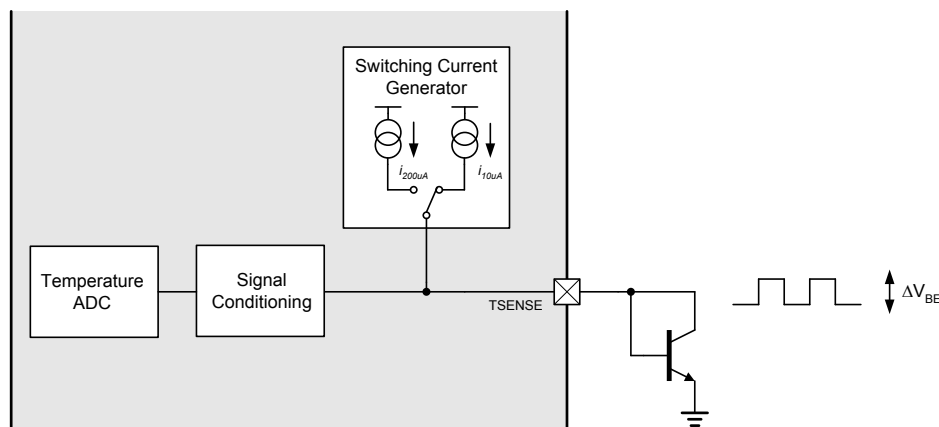 Switching Current
Generator
i200uA
i10uA
Temperature
ADC
Signal
Conditioning
TSENSE
ΔVBE